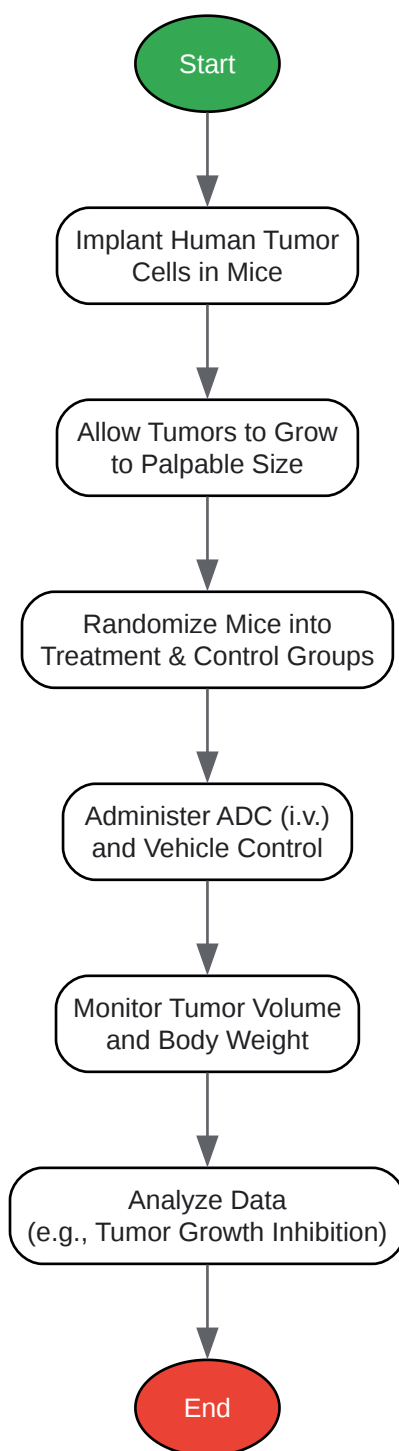 Start
Implant Human Tumor
Cells in Mice
Allow Tumors to Grow
to Palpable Size
Randomize Mice into
Treatment & Control Groups
Administer ADC (i.v.)
and Vehicle Control
Monitor Tumor Volume
and Body Weight
Analyze Data
(e.g., Tumor Growth Inhibition)
End